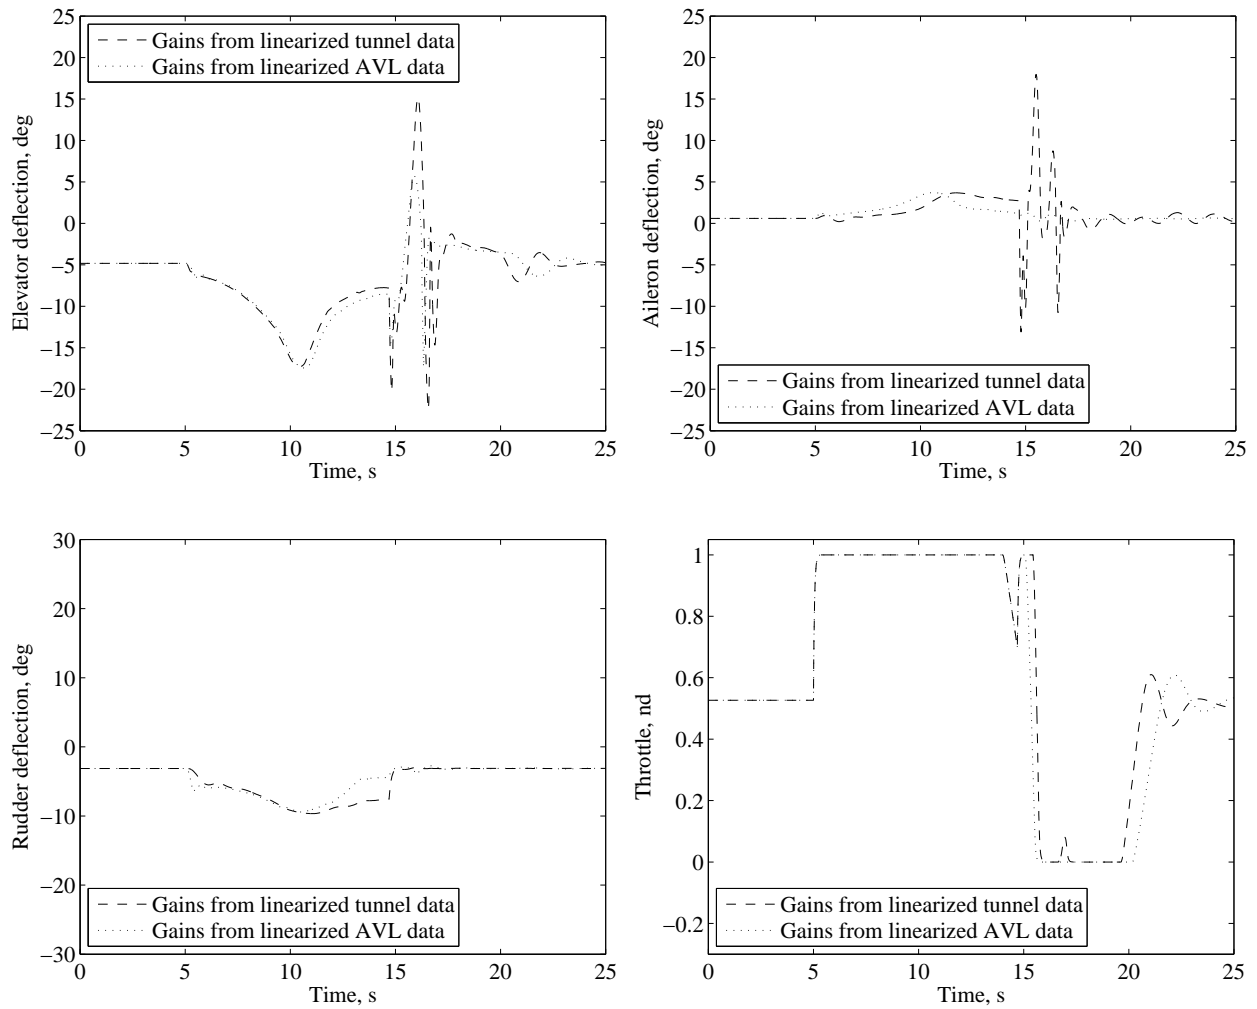 25
20
15
10
5
0
−5
−10
−15
−20
−25
Elevator deflection, deg
Gains from linearized tunnel data
Gains from linearized AVL data
0 5 10 15 20 25
Time, s
25
20
15
10
5
0
−5
−10
−15
−20
−25
Aileron deflection, deg
Gains from linearized tunnel data
Gains from linearized AVL data
0 5 10 15 20 25
Time, s
30
20
10
0
−10
−20
−30
Rudder deflection, deg
Gains from linearized tunnel data
Gains from linearized AVL data
0 5 10 15 20 25
Time, s
1
0.8
0.6
0.4
0.2
0
−0.2
Throttle, nd
Gains from linearized tunnel data
Gains from linearized AVL data
0 5 10 15 20 25
Time, s